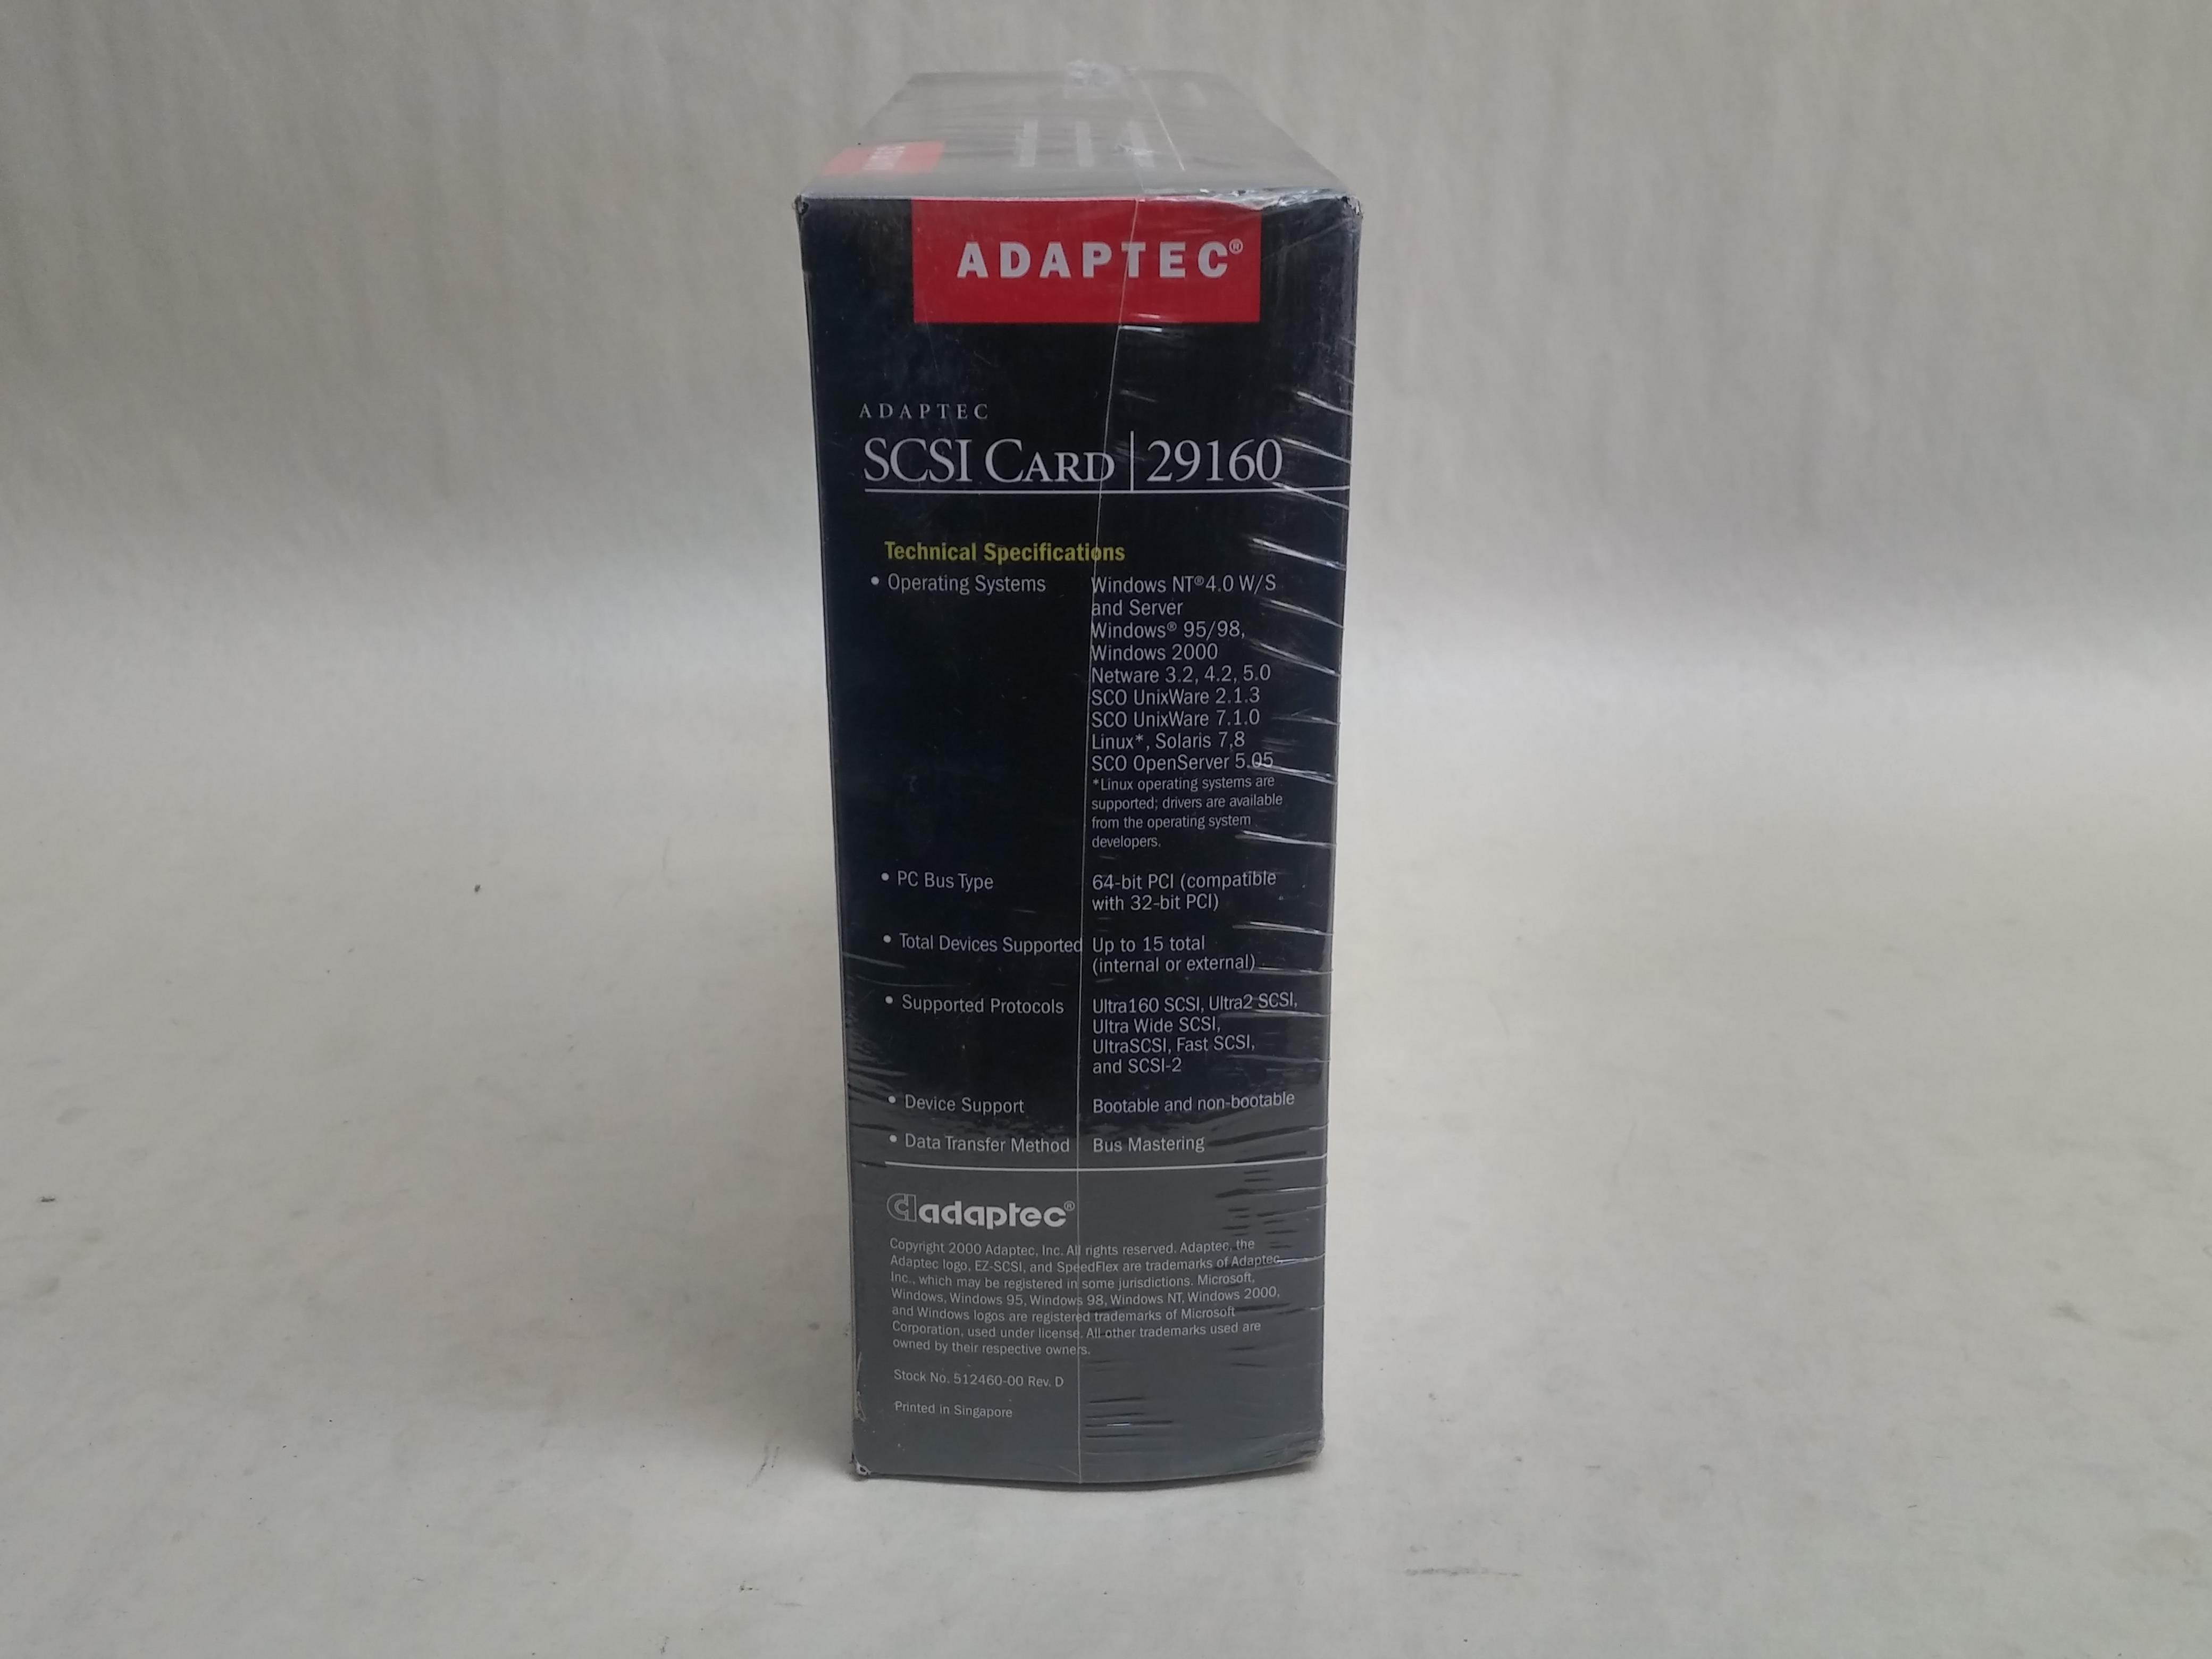 ADAPTEC®
ADAPTEC
SCSI CARD | 29160
Technical Specifications
• Operating Systems Windows NT® 4.0 W/S
and Server
Windows® 95/98,
Windows 2000
Netware 3.2, 4.2, 5.0
SCO UnixWare 2.1.3
SCO UnixWare 7.1.0
Linux*, Solaris 7,8
SCO OpenServer 5.05
*Linux operating systems are
supported; drivers are available
from the operating system
developers.
• PC Bus Type 64-bit PCI (compatible
with 32-bit PCI)
• Total Devices Supported Up to 15 total
(internal or external)
• Supported Protocols Ultra160 SCSI, Ultra2 SCSI,
Ultra Wide SCSI,
UltraSCSI, Fast SCSI,
and SCSI-2
• Device Support Bootable and non-bootable
• Data Transfer Method Bus Mastering
adaptec®
Copyright 2000 Adaptec, Inc. All rights reserved. Adaptec, the
Adaptec logo, EZ-SCSI, and SpeedFlex are trademarks of Adaptec,
Inc., which may be registered in some jurisdictions. Microsoft,
Windows, Windows 95, Windows 98, Windows NT, Windows 2000,
and Windows logos are registered trademarks of Microsoft
Corporation, used under license. All other trademarks used are
owned by their respective owners.
Stock No. 512460-00 Rev. D
Printed in Singapore